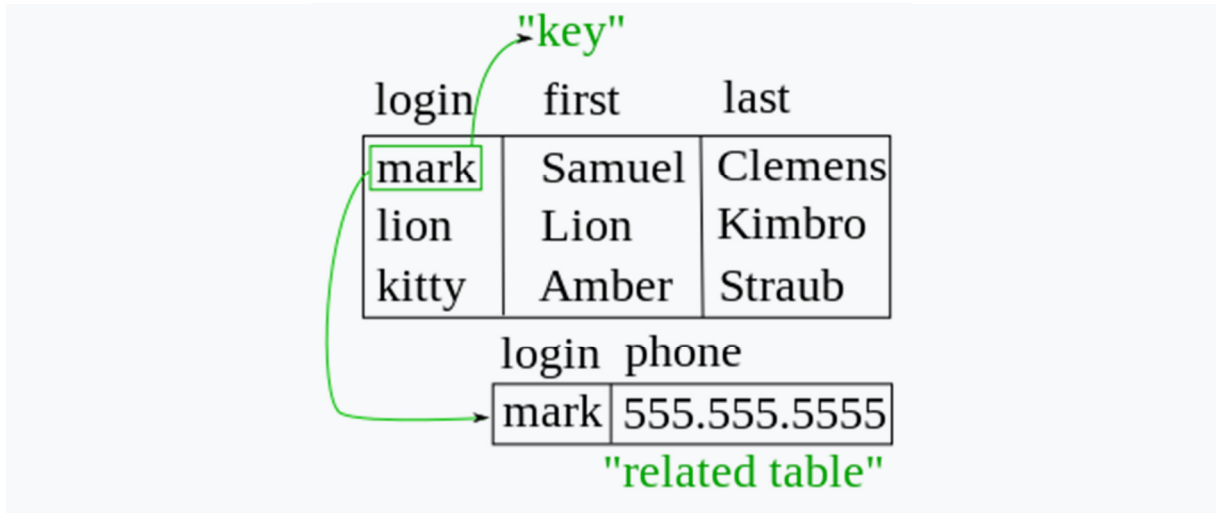 "key"
login first last
mark Samuel Clemens
lion Lion Kimbro
kitty Amber Straub
login phone
mark 555.555.5555
"related table"